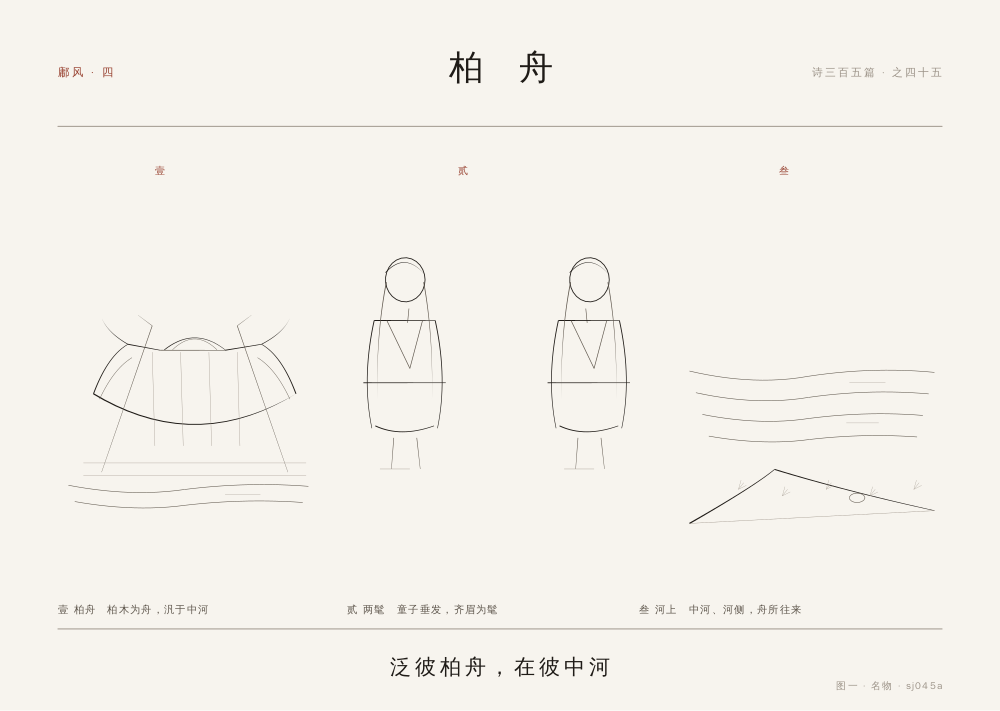 鄘风 · 四
柏 舟
诗三百五篇 · 之四十五
壹
贰
叁
壹 柏舟 柏木为舟，汎于中河
贰 两髦 童子垂发，齐眉为髦
叁 河上 中河、河侧，舟所往来
泛彼柏舟，在彼中河
图一 · 名物 · sj045a